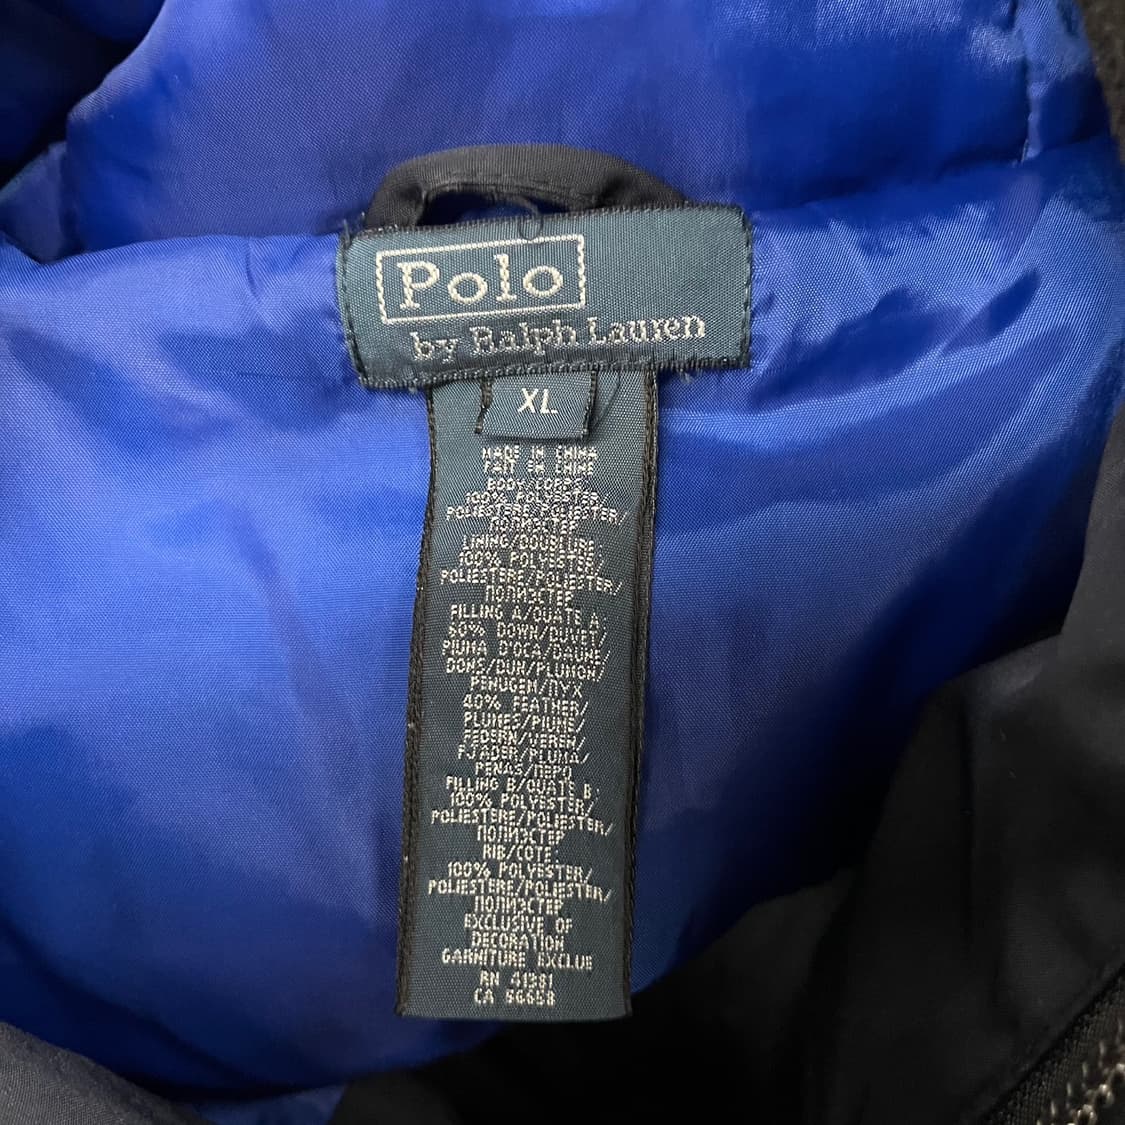 Polo
by Ralph Lauren
XL
MADE IN CHINA
FAIT EN CHINE
BODY/CORPS:
100% POLYESTER/
POLIESTERE/POLIESTER/
ПОЛИЭСТЕР
LINING/DOUBLURE:
100% POLYESTER/
POLIESTERE/POLIESTER/
ПОЛИЭСТЕР
FILLING A/OUATE A:
60% DOWN/DUVET/
PIUMA D'OCA/DAUNE/
DONS/DUN/PLUMON/
PENUGEM/ПУХ
40% FEATHER/
PLUMES/PIUME/
FEDERN/VEREN/
FJADER/PLUMA/
PENAS/ПЕРО
FILLING B/OUATE B:
100% POLYESTER/
POLIESTERE/POLIESTER/
ПОЛИЭСТЕР
RIB/COTE:
100% POLYESTER/
POLIESTERE/POLIESTER/
ПОЛИЭСТЕР
EXCLUSIVE OF
DECORATION
GARNITURE EXCLUE
RN 41381
CA 56658